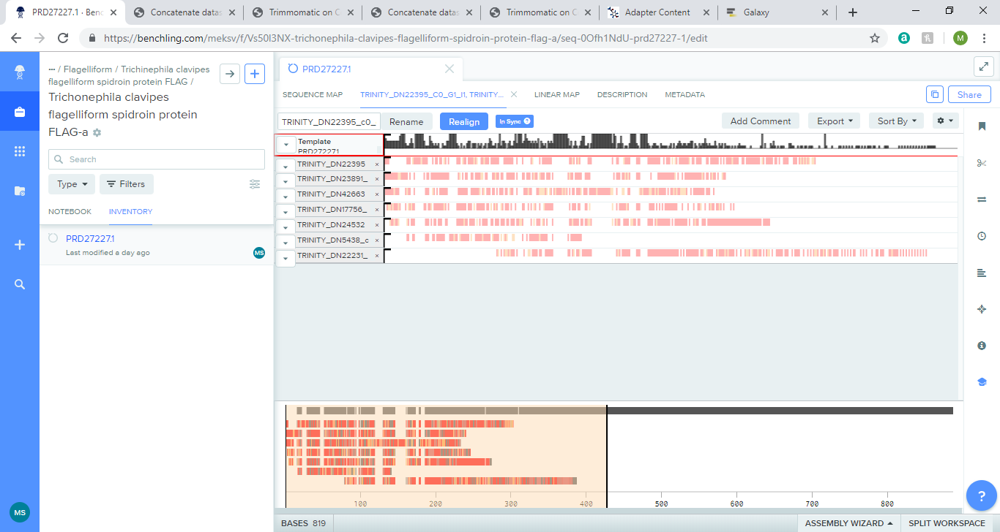 PRD27227.1 · Benc
Concatenate datas
Trimmomatic on C
Concatenate datas
Trimmomatic on C
Adapter Content
Galaxy
https://benchling.com/meksv/f/Vs50I3NX-trichonephila-clavipes-flagelliform-spidroin-protein-flag-a/seq-0Ofh1NdU-prd27227-1/edit
a
M
··· / Flagelliform / Trichinephila clavipes
flagelliform spidroin protein FLAG /
Trichonephila clavipes
flagelliform spidroin protein
FLAG-a
Search
Type
Filters
NOTEBOOK
INVENTORY
PRD27227.1
Last modified a day ago
MS
MS
PRD27227.1
SEQUENCE MAP
TRINITY_DN22395_C0_G1_I1, TRINITY...
LINEAR MAP
DESCRIPTION
METADATA
Share
TRINITY_DN22395_c0_
Rename
Realign
In Sync
Add Comment
Export
Sort By
Template
PRD272271
TRINITY_DN22395 ×
TRINITY_DN23891_ ×
TRINITY_DN42663 ×
TRINITY_DN17756_ ×
TRINITY_DN24532 ×
TRINITY_DN5438_c ×
TRINITY_DN22231_ ×
100 200 300 400 500 600 700 800
BASES 819
ASSEMBLY WIZARD
SPLIT WORKSPACE
?